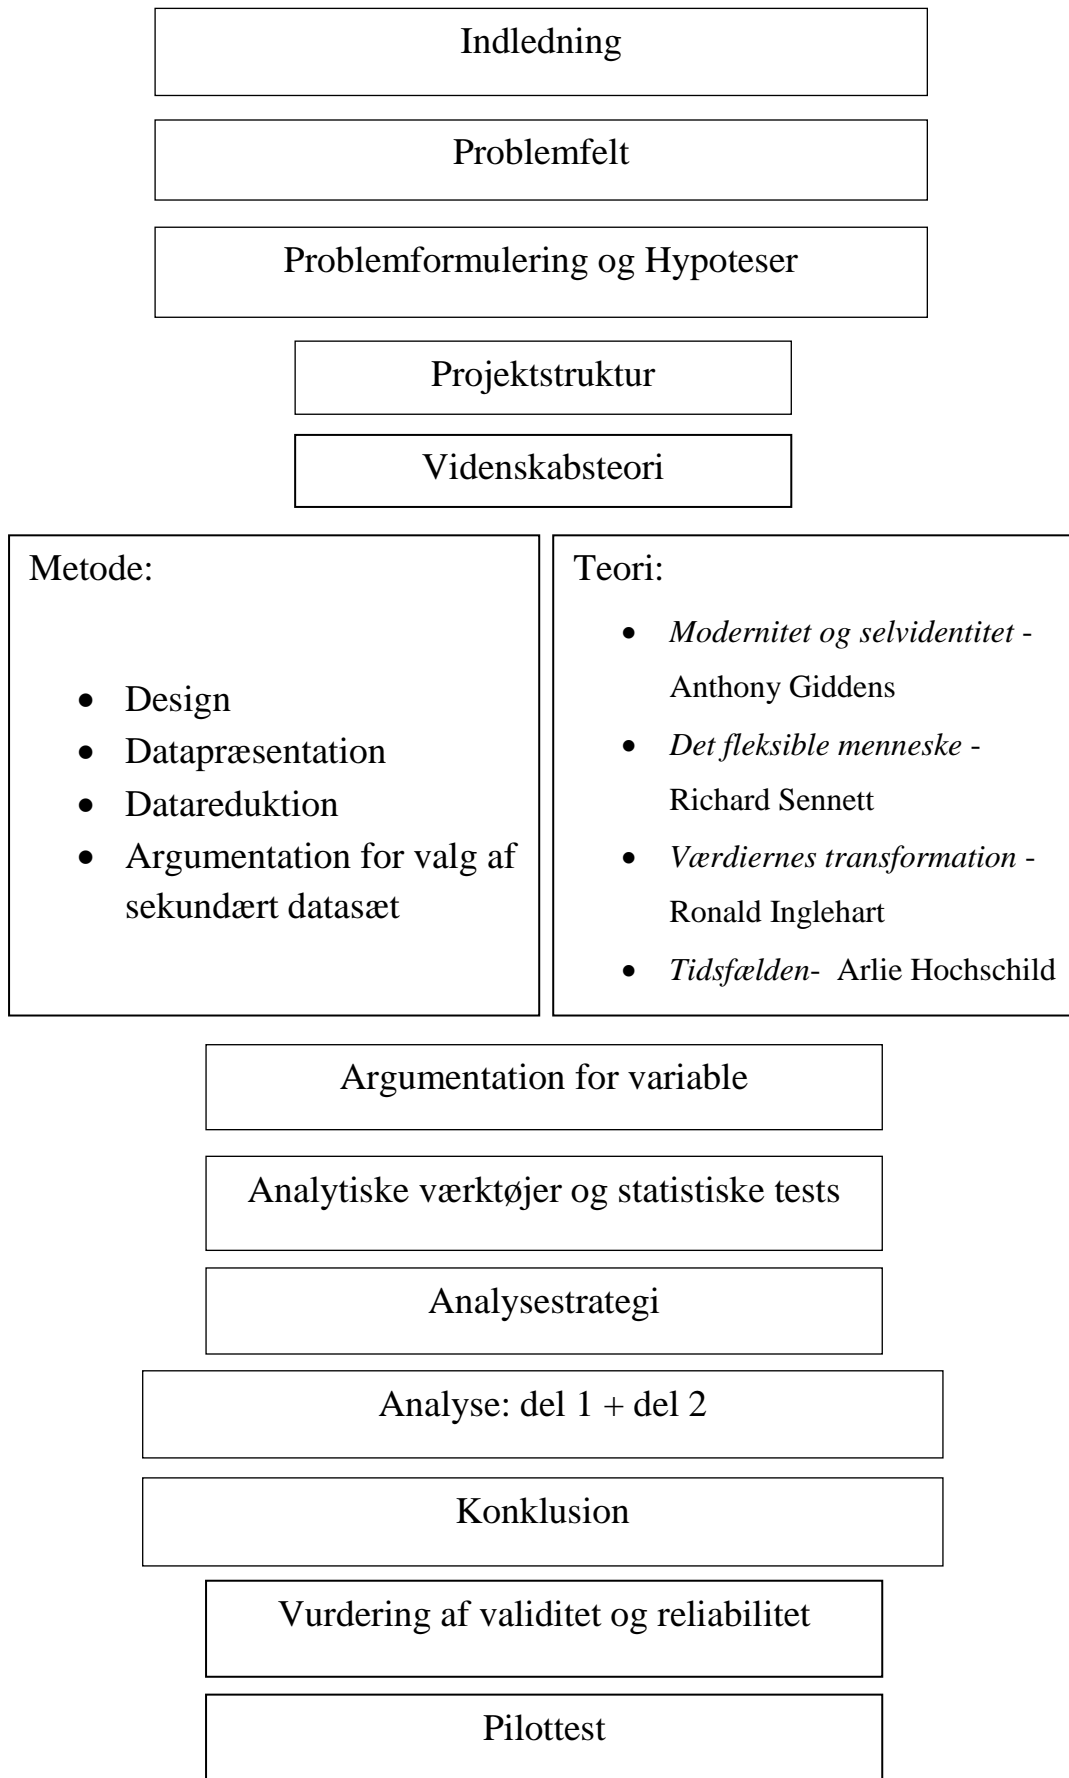 Indledning
Problemfelt
Problemformulering og Hypoteser
Projektstruktur
Videnskabsteori
Metode:
• Design
• Datapræsentation
• Datareduktion
• Argumentation for valg af
sekundært datasæt
Teori:
• Modernitet og selvidentitet -
Anthony Giddens
• Det fleksible menneske -
Richard Sennett
• Værdiernes transformation -
Ronald Inglehart
• Tidsfælden- Arlie Hochschild
Argumentation for variable
Analytiske værktøjer og statistiske tests
Analysestrategi
Analyse: del 1 + del 2
Konklusion
Vurdering af validitet og reliabilitet
Pilottest